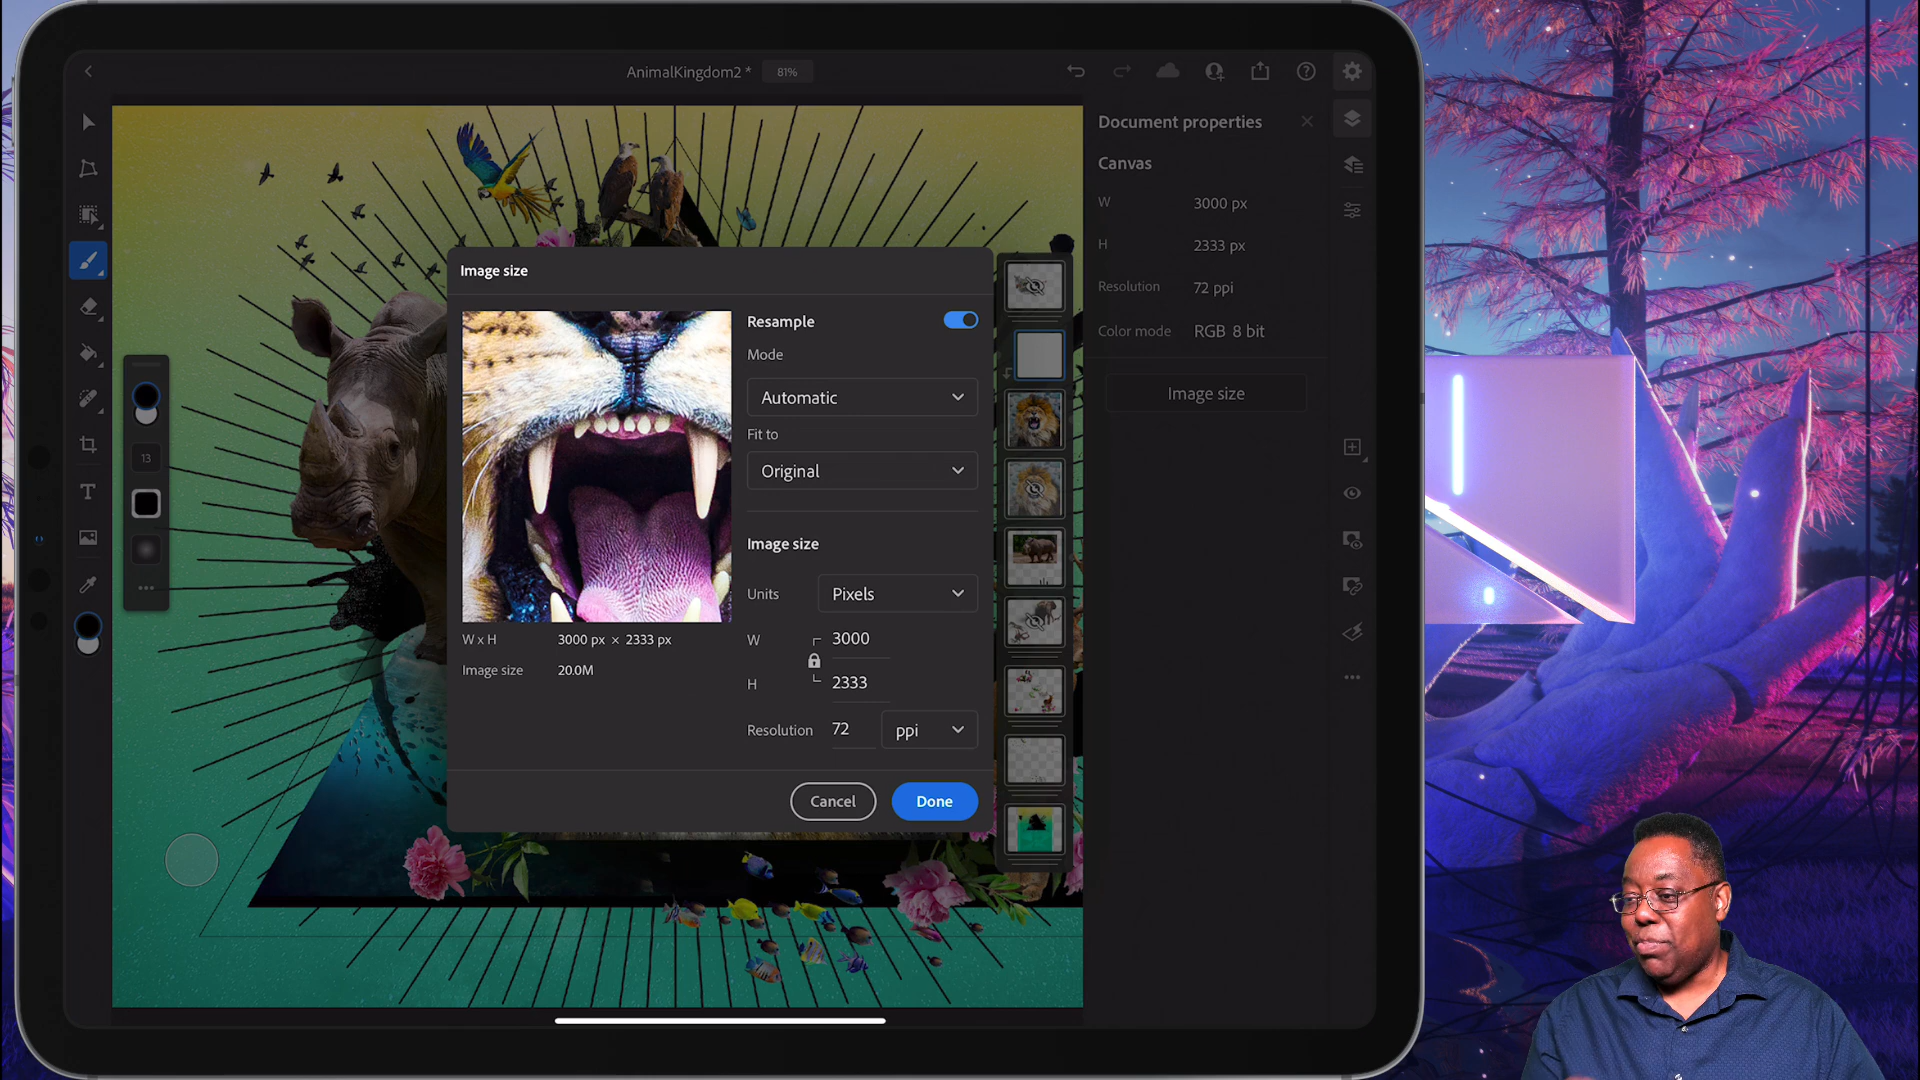 AnimalKingdom2 *
81%
Document properties
Canvas
W
3000 px
H
2333 px
Resolution
72 ppi
Color mode
RGB 8 bit
Image size
13
Image size
Resample
Mode
Automatic
Fit to
Original
Image size
Units
Pixels
W
3000
H
2333
Resolution
72
ppi
W x H
3000 px × 2333 px
Image size
20.0M
Cancel
Done
T